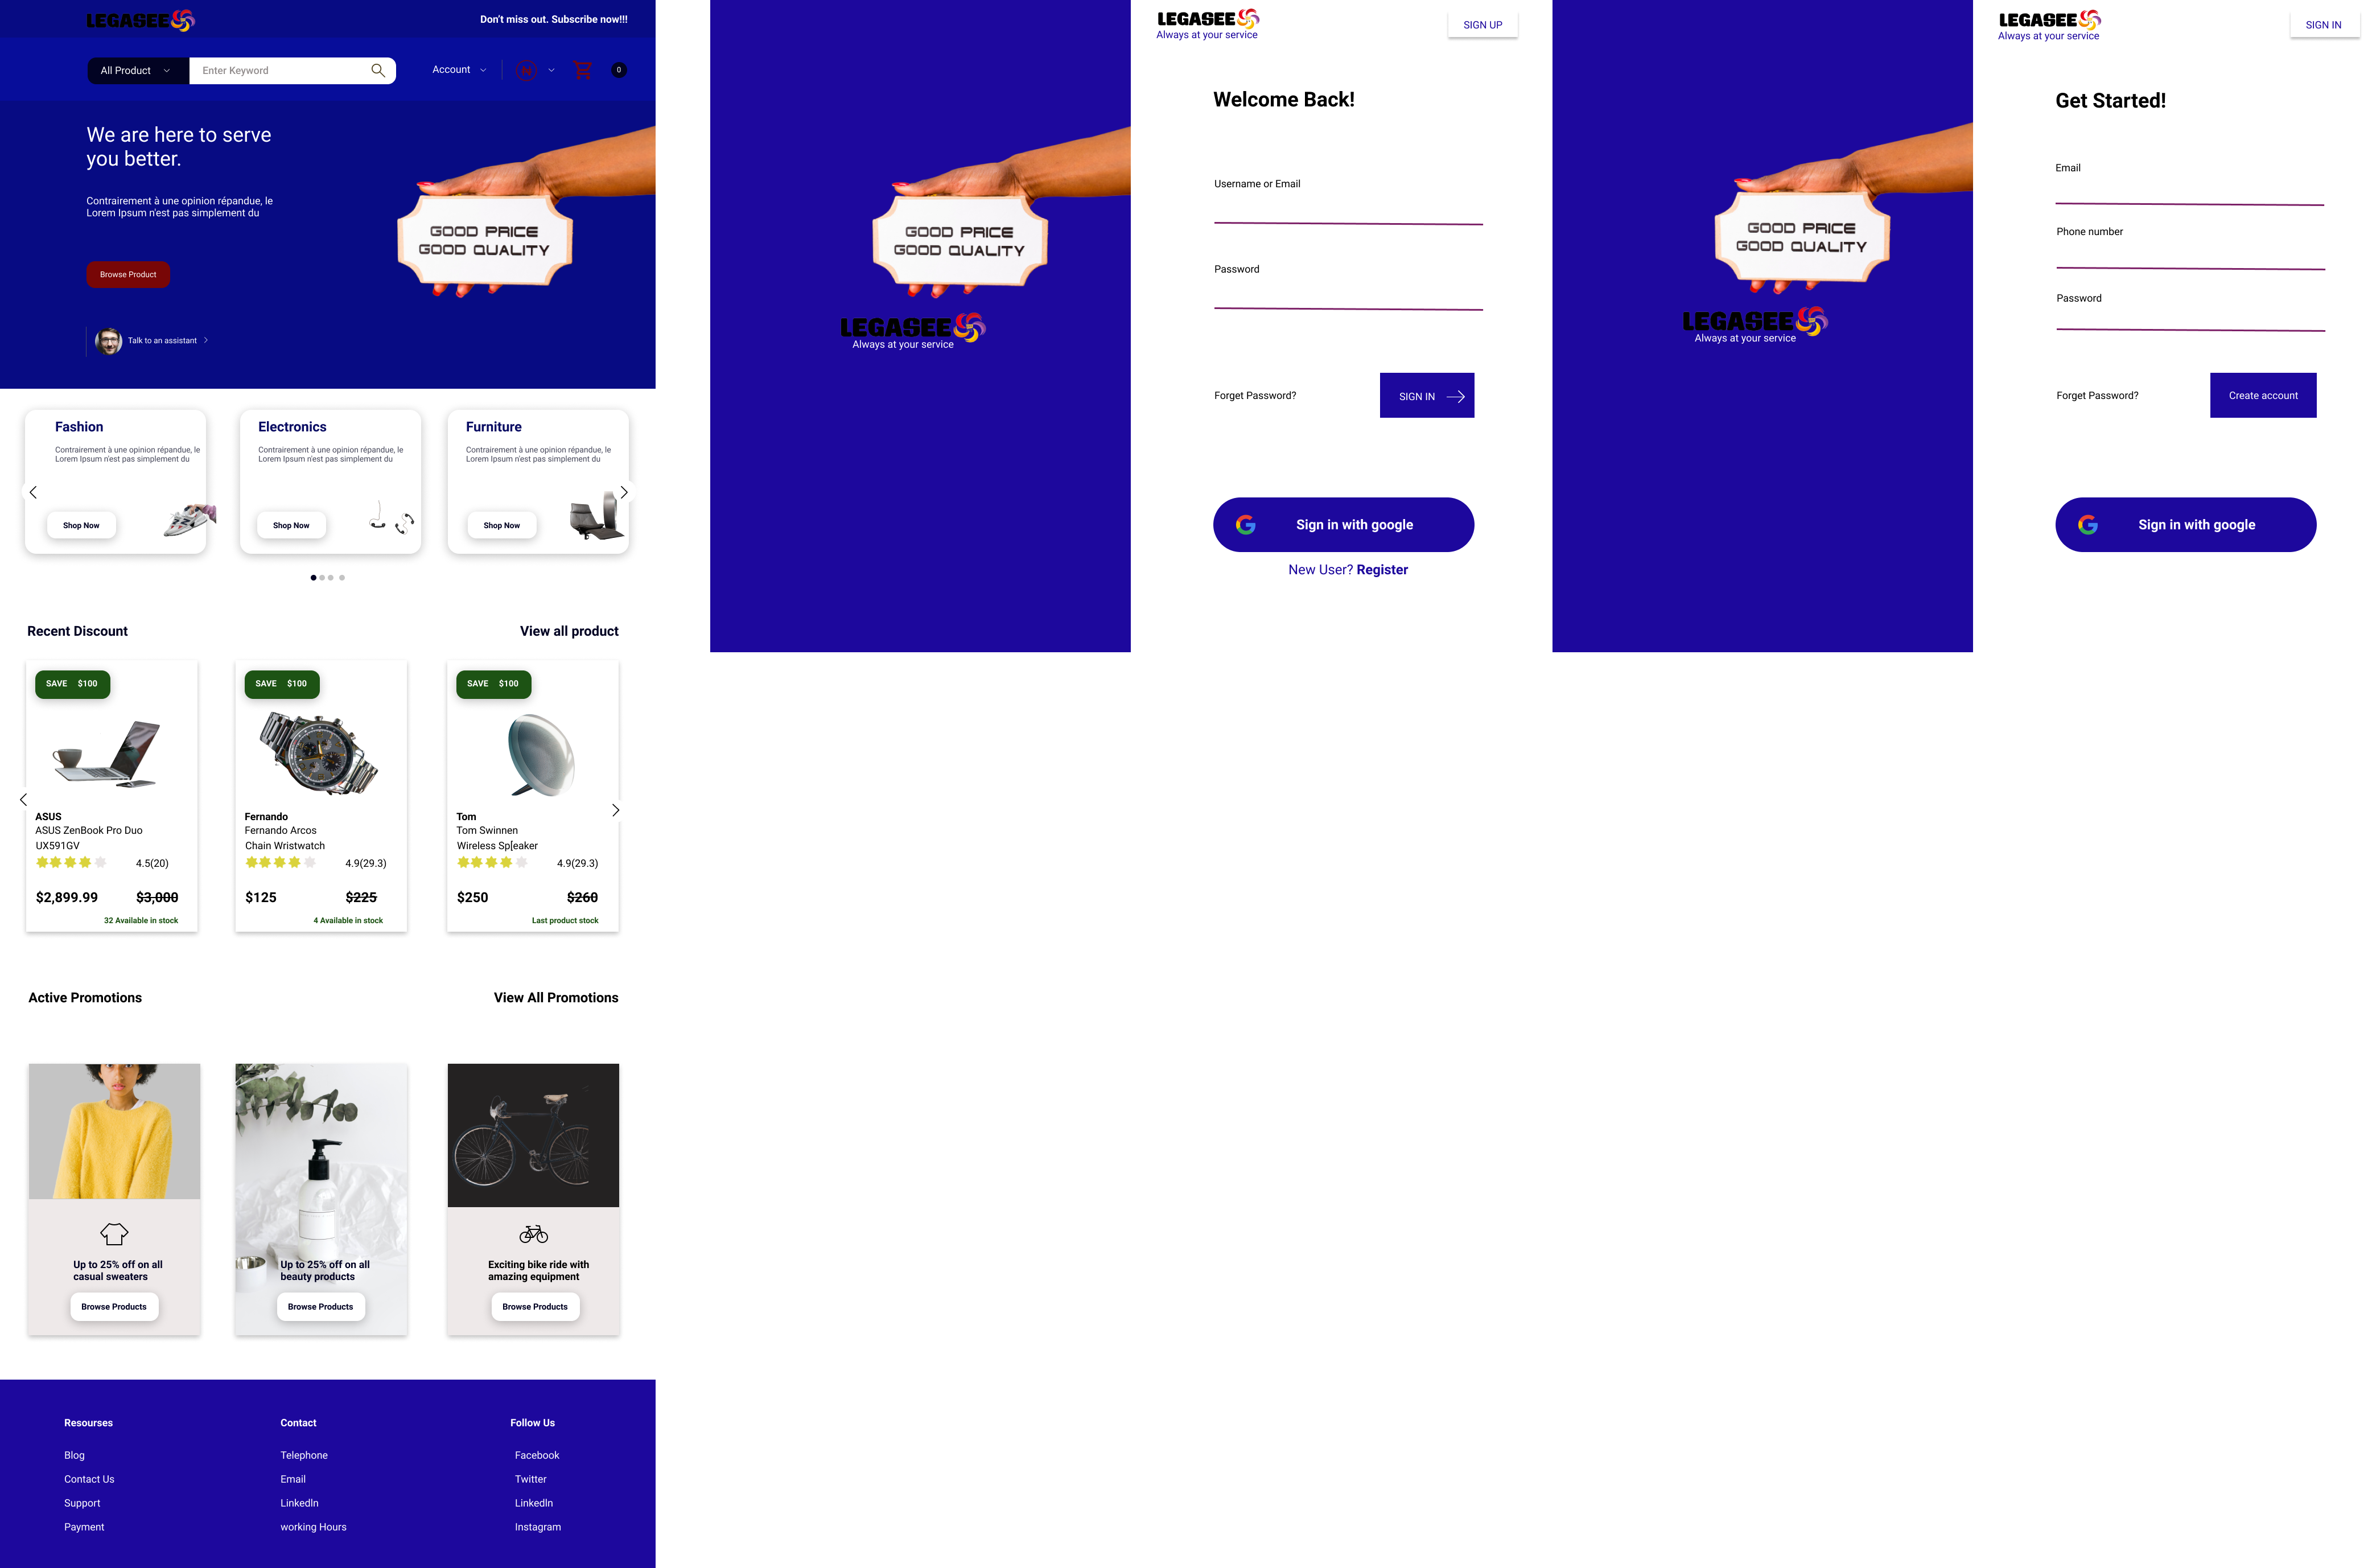 LEGASEE
Don't miss out. Subscribe now!!!
All Product
Enter Keyword
Account
N
0
We are here to serve
you better.
Contrairement à une opinion répandue, le
Lorem Ipsum n'est pas simplement du
Browse Product
Talk to an assistant
GOOD PRICE
GOOD QUALITY
Fashion
Contrairement à une opinion répandue, le
Lorem Ipsum n'est pas simplement du
Shop Now
Electronics
Contrairement à une opinion répandue, le
Lorem Ipsum n'est pas simplement du
Shop Now
Furniture
Contrairement à une opinion répandue, le
Lorem Ipsum n'est pas simplement du
Shop Now
Recent Discount
View all product
SAVE $100
ASUS
ASUS ZenBook Pro Duo
UX591GV
4.5(20)
$2,899.99 $3,000
32 Available in stock
SAVE $100
Fernando
Fernando Arcos
Chain Wristwatch
4.9(29.3)
$125 $225
4 Available in stock
SAVE $100
Tom
Tom Swinnen
Wireless Sp[eaker
4.9(29.3)
$250 $260
Last product stock
Active Promotions
View All Promotions
Up to 25% off on all
casual sweaters
Browse Products
Up to 25% off on all
beauty products
Browse Products
Exciting bike ride with
amazing equipment
Browse Products
Resourses
Blog
Contact Us
Support
Payment
Contact
Telephone
Email
LinkedIn
working Hours
Follow Us
Facebook
Twitter
LinkedIn
Instagram
GOOD PRICE
GOOD QUALITY
LEGASEE
Always at your service
LEGASEE
Always at your service
SIGN UP
Welcome Back!
Username or Email
Password
Forget Password?
SIGN IN
Sign in with google
New User? Register
GOOD PRICE
GOOD QUALITY
LEGASEE
Always at your service
LEGASEE
Always at your service
SIGN IN
Get Started!
Email
Phone number
Password
Forget Password?
Create account
Sign in with google